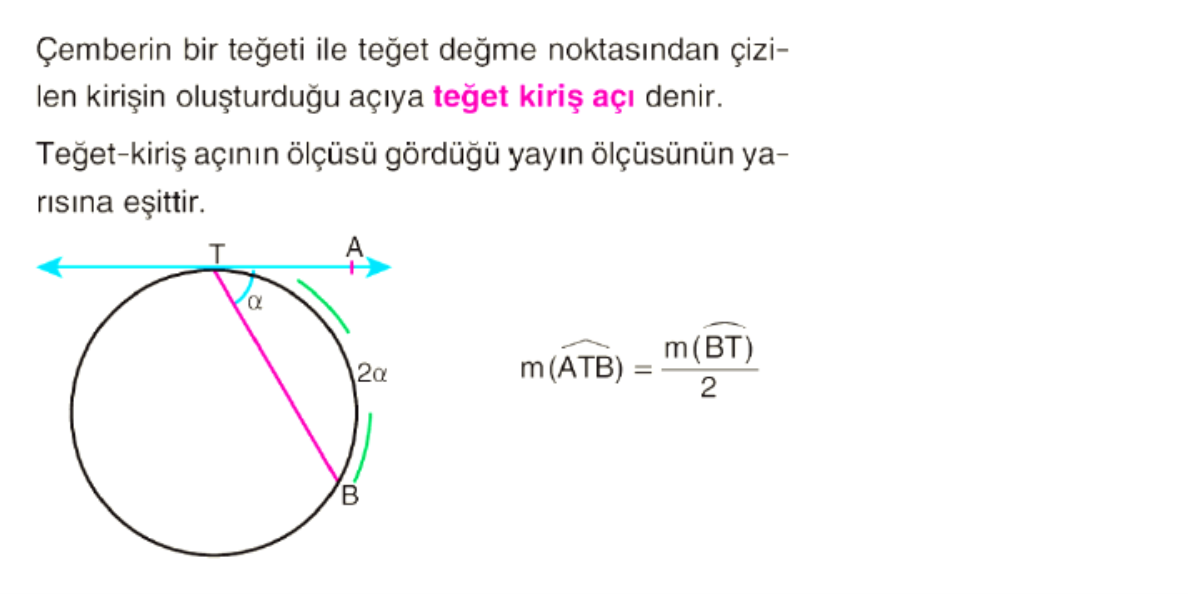 Çemberin bir teğeti ile teğet değme noktasından çizi-
len kirişin oluşturduğu açıya teğet kiriş açı denir.
Teğet-kiriş açının ölçüsü gördüğü yayın ölçüsünün ya-
rısına eşittir.
T
A
α
2α
B
m(ATB) = m(BT)
2